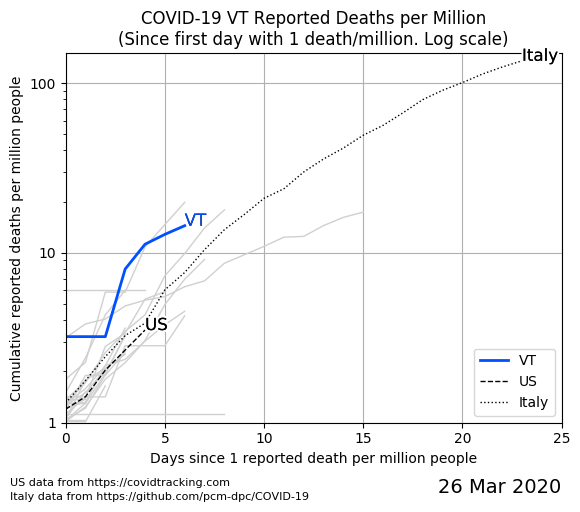 COVID-19 VT Reported Deaths per Million
(Since first day with 1 death/million. Log scale)
Cumulative reported deaths per million people
100
10
1
Italy
VT
US
VT
US
Italy
0 5 10 15 20 25
Days since 1 reported death per million people
US data from https://covidtracking.com
Italy data from https://github.com/pcm-dpc/COVID-19
26 Mar 2020